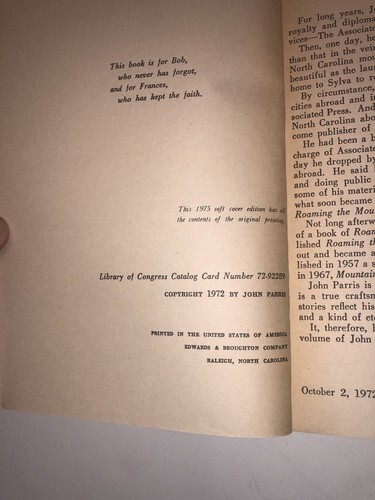 This book is for Bob,
who never has forgot,
and for Frances,
who has kept the faith.
This 1975 soft cover edition has all
the contents of the original printing.
Library of Congress Catalog Card Number 72-92289
COPYRIGHT 1972 BY JOHN PARRIS
PRINTED IN THE UNITED STATES OF AMERICA
EDWARDS & BROUGHTON COMPANY
RALEIGH, NORTH CAROLINA
For long years, J
royalty and diploma
vices—The Associate
Then, one day, he
than that in the vei
North Carolina mou
beautiful as the lau
home to Sylva to r
By circumstance,
cities abroad and i
sociated Press. And
North Carolina abo
come publisher of
He had been a b
charge of Associate
day he dropped by
abroad. He said
and doing public
some of his materi
what soon became
Roaming the Mou
Not long afterw
of a book of Roam
lished Roaming th
out and became a
lished in 1957 a s
in 1967, Mountain
John Parris is
is a true craftsm
stories reflect his
and a kind of ete
It, therefore, h
volume of John
October 2, 1972